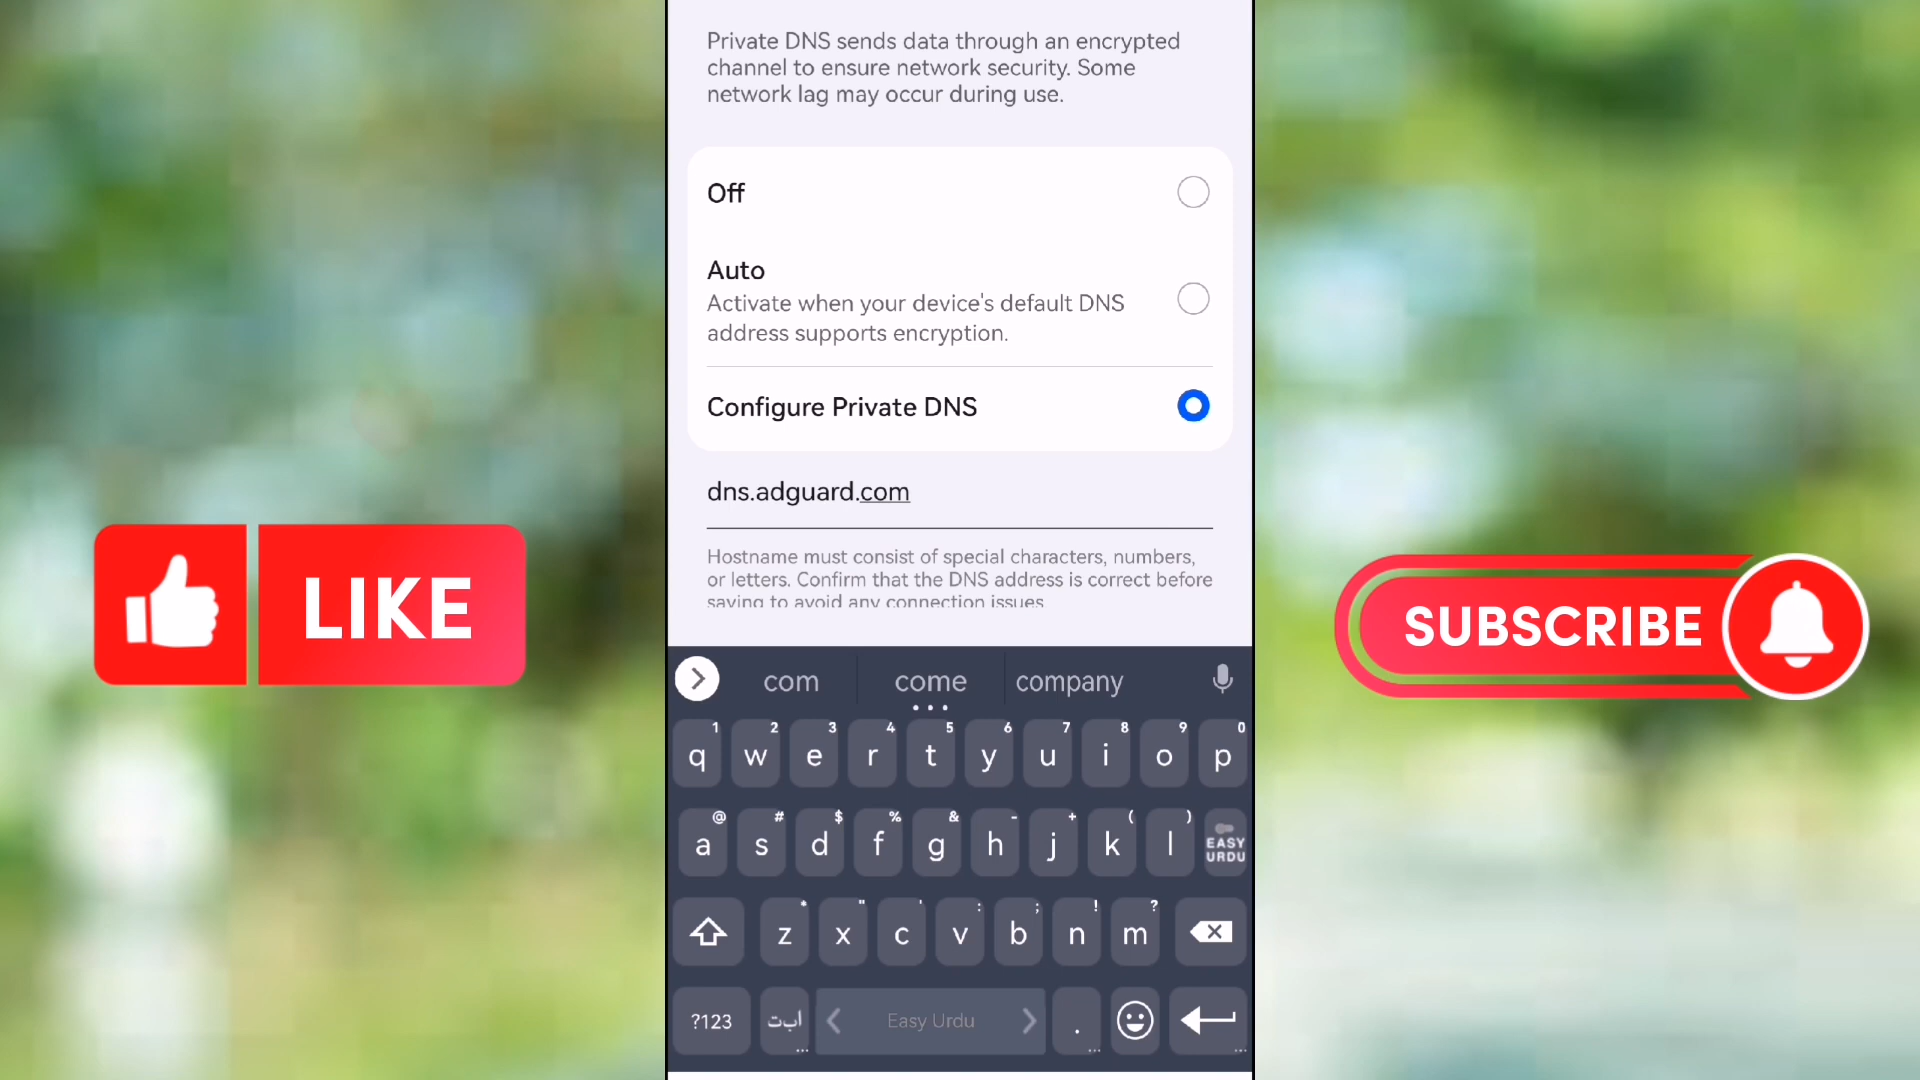 Private DNS sends data through an encrypted
channel to ensure network security. Some
network lag may occur during use.
Off
Auto
Activate when your device's default DNS
address supports encryption.
Configure Private DNS
dns.adguard.com
Hostname must consist of special characters, numbers,
or letters. Confirm that the DNS address is correct before
saving to avoid any connection issues
LIKE
SUBSCRIBE
com come company
1 2 3 4 5 6 7 8 9 0
q w e r t y u i o p
@ # $ % & - + ( )
a s d f g h j k l EASY URDU
* " ' : ; ! ?
z x c v b n m
?123 ابت Easy Urdu .